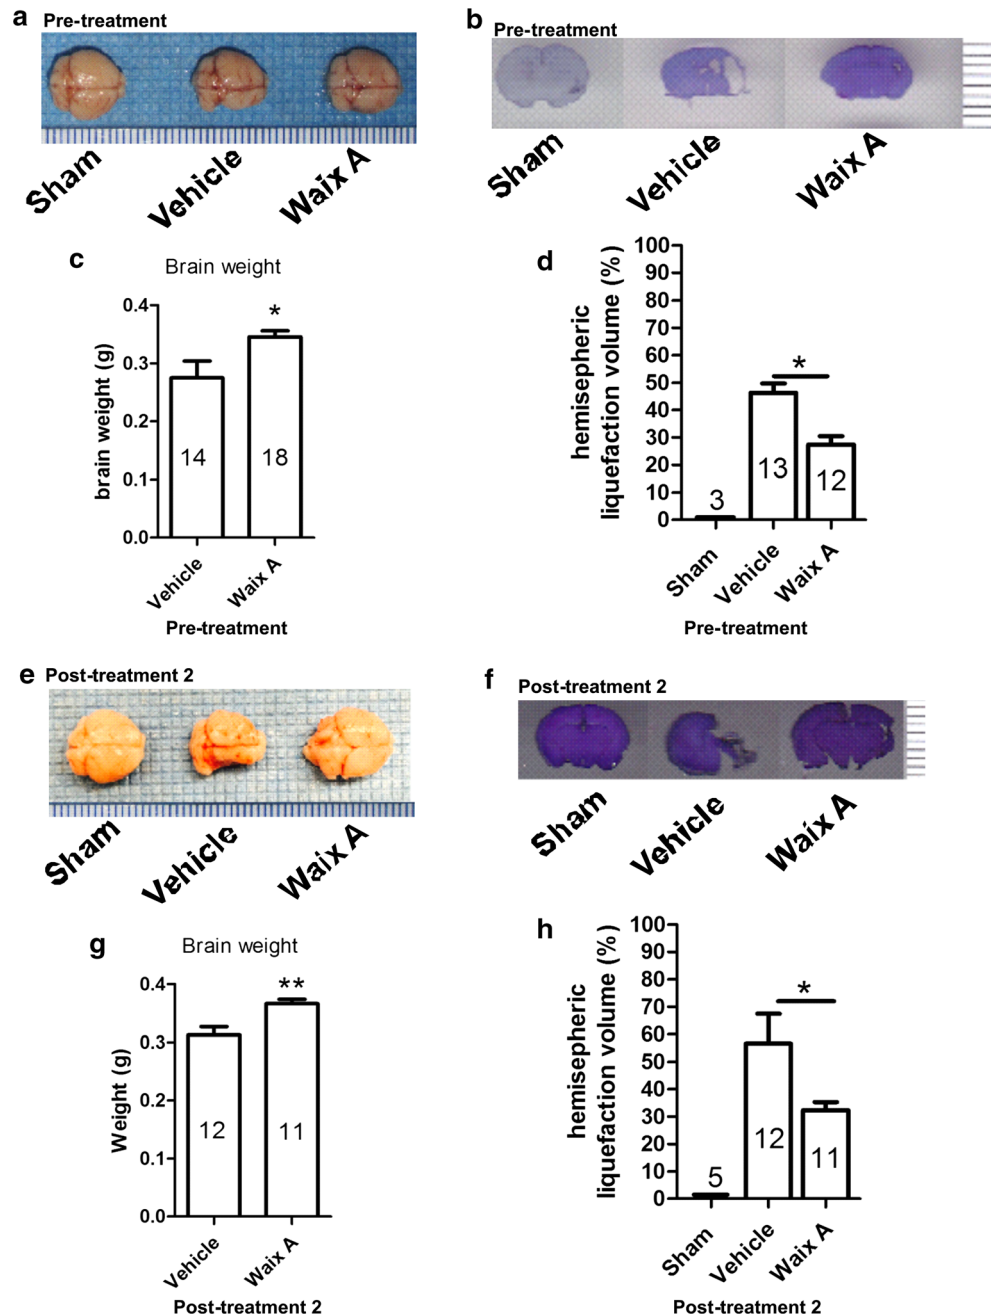 a Pre-treatment
Sham Vehicle Waix A
b Pre-treatment
Sham Vehicle Waix A
c Brain weight
brain weight (g)
0.4
0.3
0.2
0.1
0.0
*
14 18
Vehicle Waix A
Pre-treatment
d
hemisepheric
liquefaction volume (%)
100
90
80
70
60
50
40
30
20
10
0
*
3 13 12
Sham Vehicle Waix A
Pre-treatment
e Post-treatment 2
Sham Vehicle Waix A
f Post-treatment 2
Sham Vehicle Waix A
g Brain weight
Weight (g)
0.4
0.3
0.2
0.1
0.0
**
12 11
Vehicle Waix A
Post-treatment 2
h
hemisepheric
liquefaction volume (%)
100
90
80
70
60
50
40
30
20
10
0
*
5 12 11
Sham Vehicle Waix A
Post-treatment 2